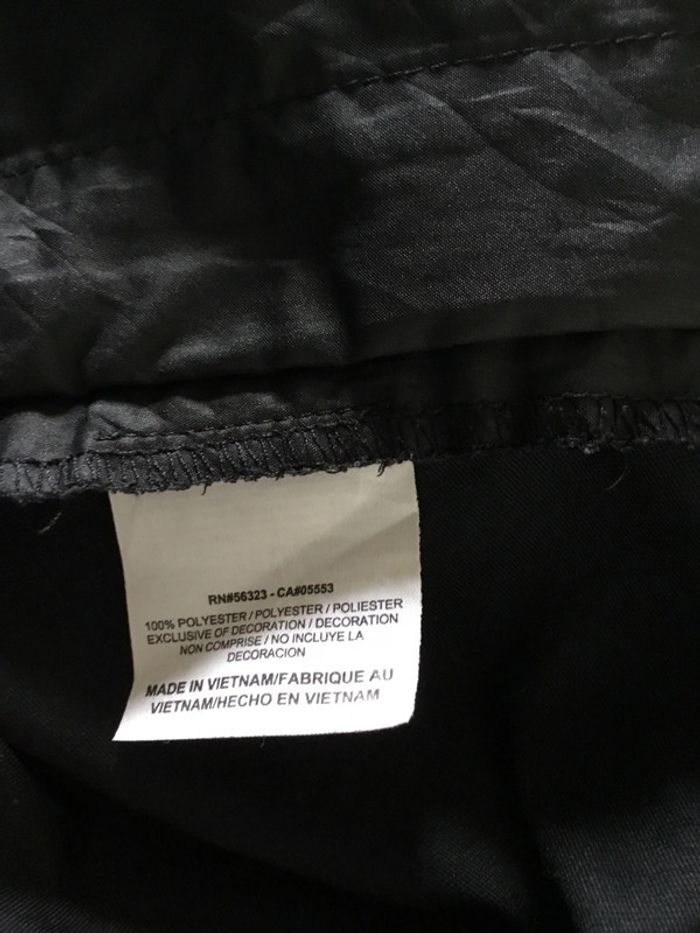 RN#56323 - CA#05553
100% POLYESTER / POLYESTER / POLIESTER
EXCLUSIVE OF DECORATION / DECORATION
NON COMPRISE / NO INCLUYE LA
DECORACION
MADE IN VIETNAM/FABRIQUE AU
VIETNAM/HECHO EN VIETNAM